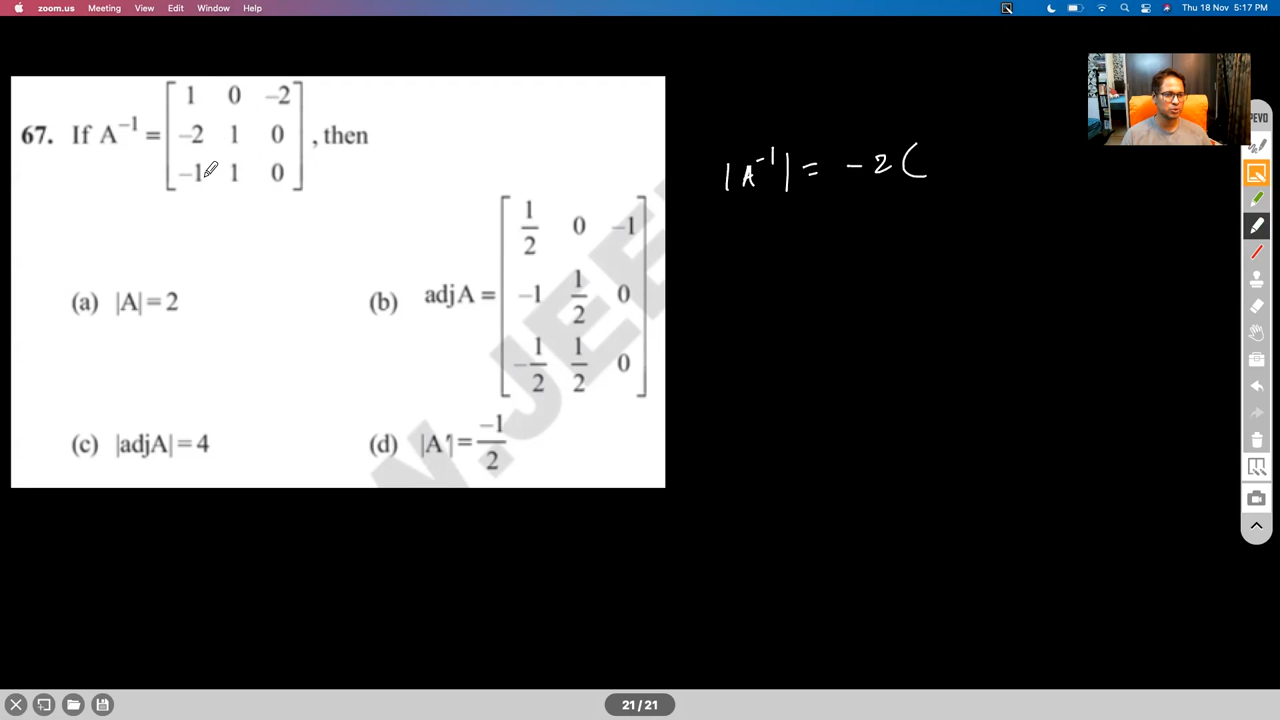 zoom.us Meeting View Edit Window Help Thu 18 Nov 5:17 PM
67. If A⁻¹ = [ 1 0 –2
–2 1 0
–1 1 0 ] , then
(a) |A| = 2
(b) adj A = [ 1/2 0 –1
–1 1/2 0
–1/2 1/2 0 ]
(c) |adjA| = 4
(d) |A'| = –1/2
|A⁻¹| = –2 (
21 / 21